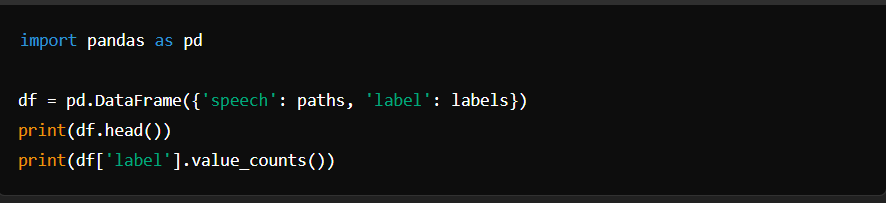 import pandas as pd
df = pd.DataFrame({'speech': paths, 'label': labels})
print(df.head())
print(df['label'].value_counts())